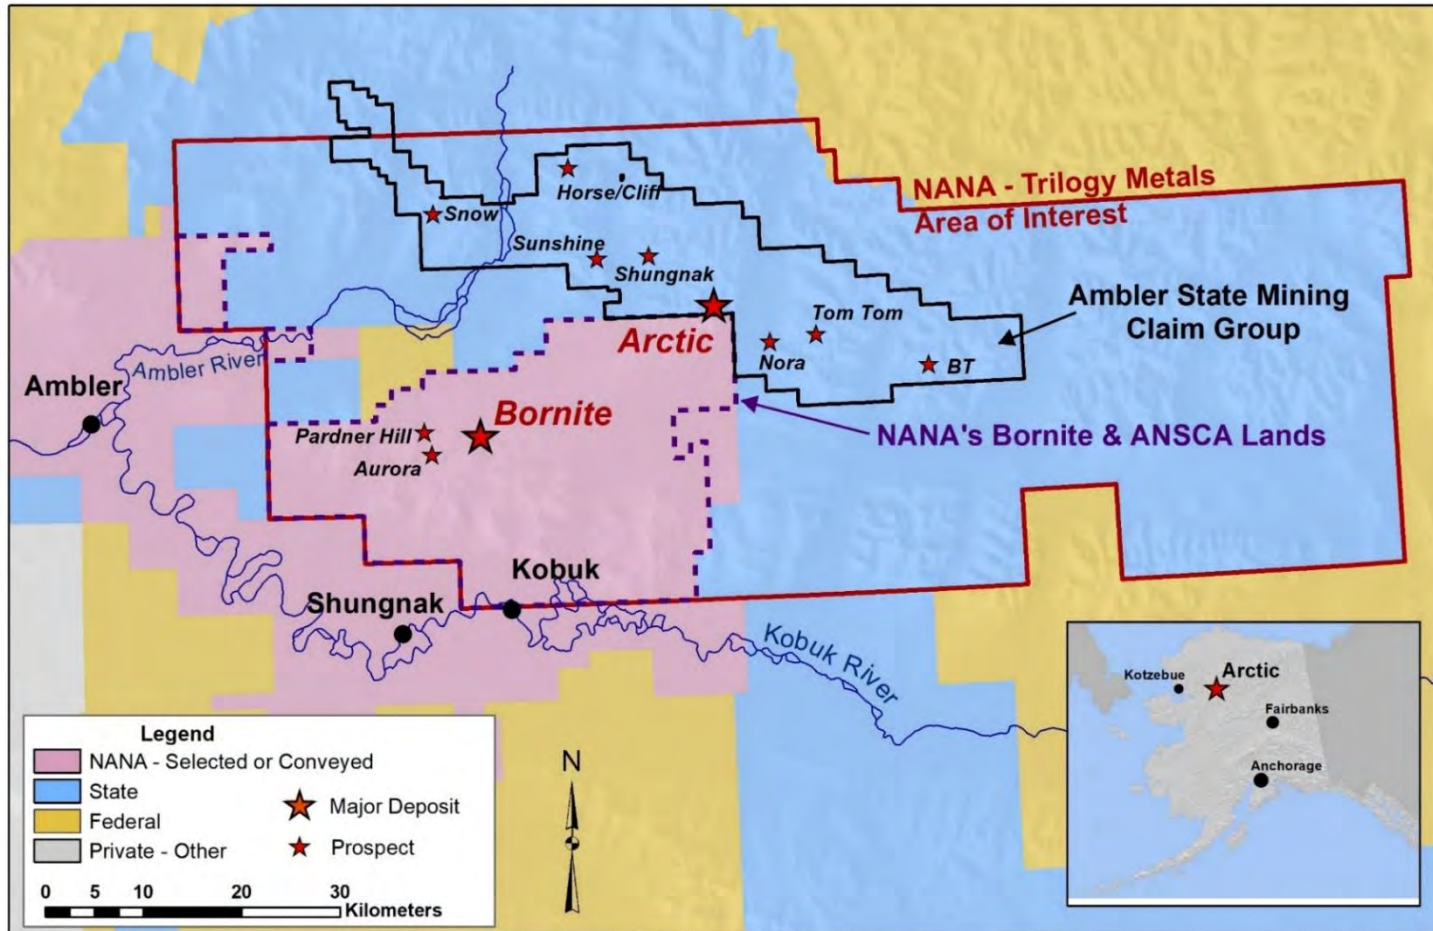 NANA - Trilogy Metals
Area of Interest
Horse/Cliff
Snow
Sunshine
Shungnak
Ambler State Mining
Claim Group
Tom Tom
Arctic
Nora
BT
Ambler River
Ambler
Bornite
Pardner Hill
Aurora
NANA's Bornite & ANSCA Lands
Kobuk
Shungnak
Kobuk River
Legend
NANA - Selected or Conveyed
State
Federal
Private - Other
Major Deposit
Prospect
0 5 10 20 30
Kilometers
N
Kotzebue
Arctic
Fairbanks
Anchorage